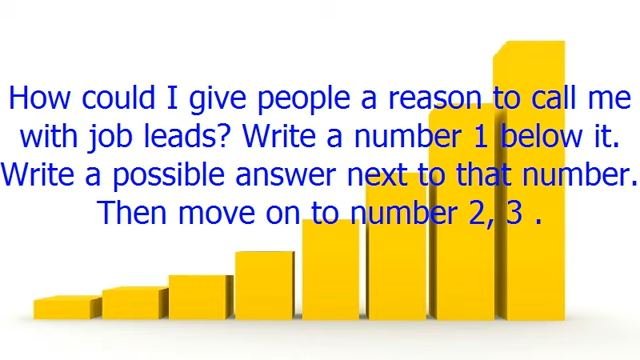 How could I give people a reason to call me
with job leads? Write a number 1 below it.
Write a possible answer next to that number.
Then move on to number 2, 3 .